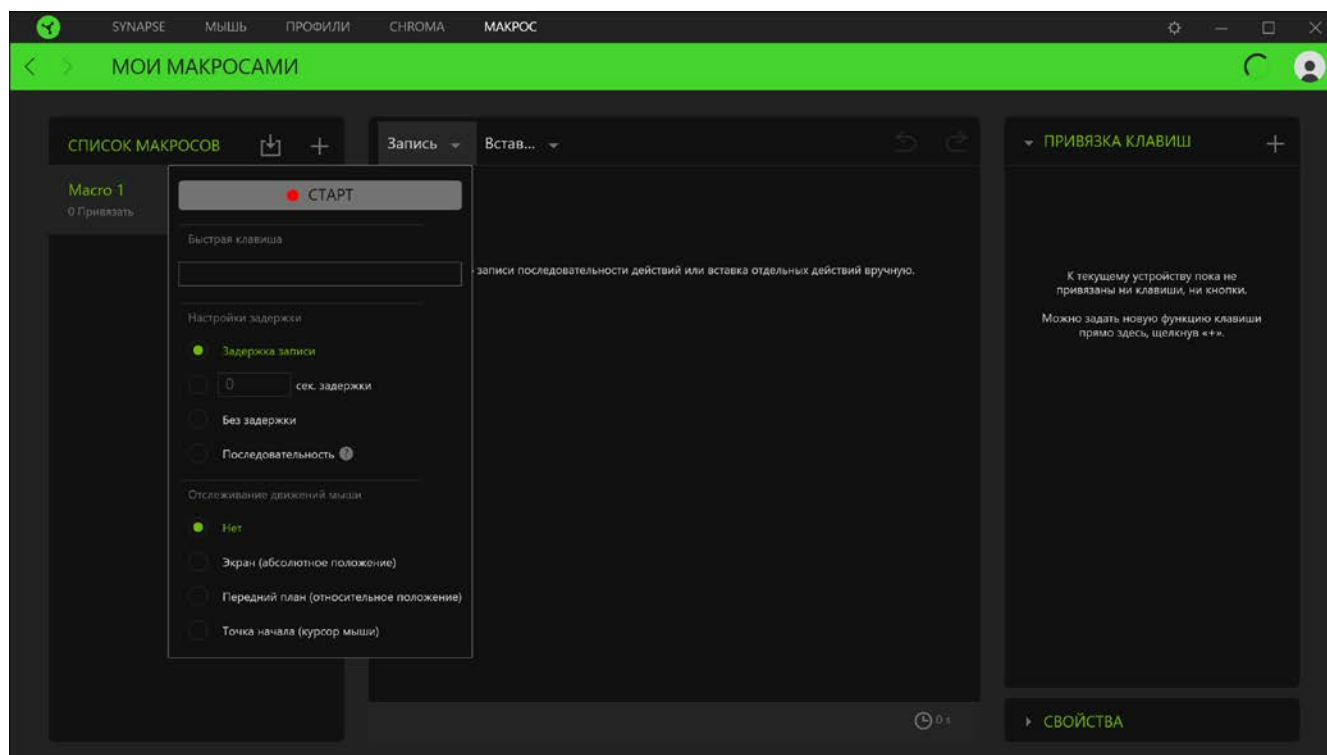 SYNAPSE МЫШЬ ПРОФИЛИ CHROMA МАКРОС
МОИ МАКРОСАМИ
СПИСОК МАКРОСОВ
Macro 1
0 Привязать
Запись Встав...
СТАРТ
Быстрая клавиша
записи последовательности действий или вставка отдельных действий вручную.
Настройки задержки
Задержка записи
0 сек. задержки
Без задержки
Последовательность ?
Отслеживание движений мыши
Нет
Экран (абсолютное положение)
Передний план (относительное положение)
Точка начала (курсор мыши)
0 s
ПРИВЯЗКА КЛАВИШ
К текущему устройству пока не
привязаны ни клавиши, ни кнопки.
Можно задать новую функцию клавиши
прямо здесь, щелкнув «+».
СВОЙСТВА